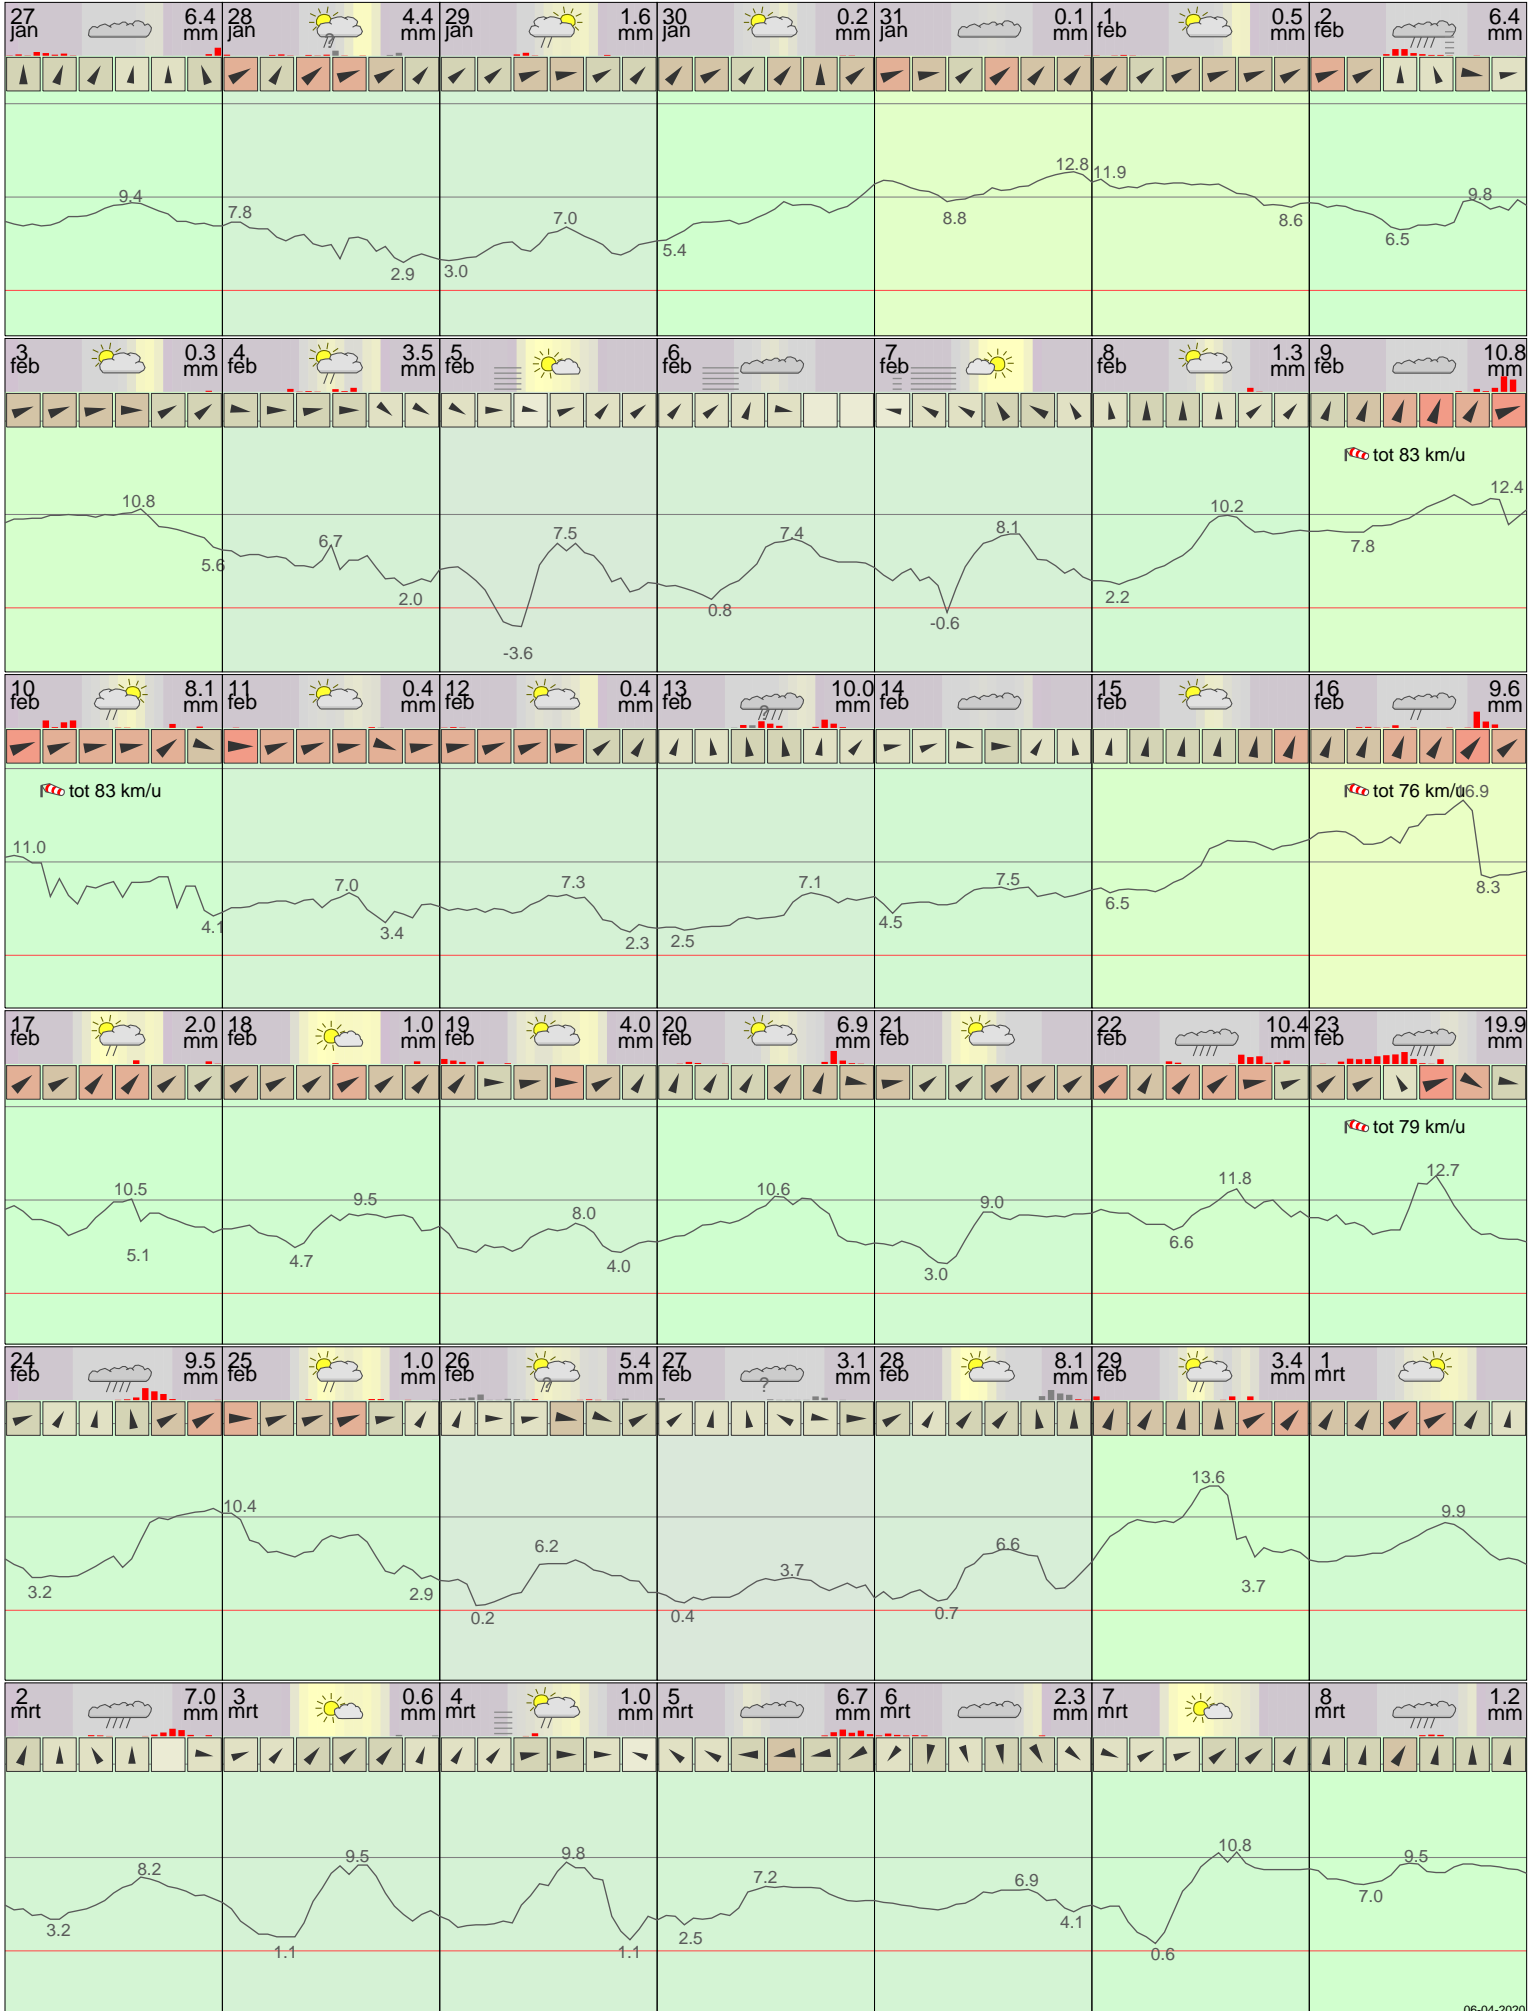 27 jan 6.4 mm
28 jan ? 4.4 mm
29 jan 1.6 mm
30 jan 0.2 mm
31 jan 0.1 mm
1 feb 0.5 mm
2 feb 6.4 mm
9.4 7.8 2.9 3.0 7.0 5.4 8.8 12.8 11.9 8.6 6.5 9.8
3 feb 0.3 mm
4 feb 3.5 mm
5 feb
6 feb
7 feb
8 feb 1.3 mm
9 feb 10.8 mm
tot 83 km/u
10.8 5.6 6.7 2.0 -3.6 7.5 0.8 7.4 -0.6 8.1 2.2 10.2 7.8 12.4
10 feb 8.1 mm
11 feb 0.4 mm
12 feb 0.4 mm
13 feb ? 10.0 mm
14 feb
15 feb
16 feb 9.6 mm
tot 83 km/u
tot 76 km/u
11.0 4.1 7.0 3.4 7.3 2.3 2.5 7.1 4.5 7.5 6.5 16.9 8.3
17 feb 2.0 mm
18 feb 1.0 mm
19 feb 4.0 mm
20 feb 6.9 mm
21 feb
22 feb 10.4 mm
23 feb 19.9 mm
tot 79 km/u
10.5 5.1 4.7 9.5 8.0 4.0 10.6 3.0 9.0 6.6 11.8 12.7
24 feb 9.5 mm
25 feb 1.0 mm
26 feb ? 5.4 mm
27 feb ? 3.1 mm
28 feb 8.1 mm
29 feb 3.4 mm
1 mrt
3.2 10.4 2.9 0.2 6.2 0.4 3.7 0.7 6.6 13.6 3.7 9.9
2 mrt 7.0 mm
3 mrt 0.6 mm
4 mrt 1.0 mm
5 mrt 6.7 mm
6 mrt 2.3 mm
7 mrt
8 mrt 1.2 mm
3.2 8.2 1.1 9.5 9.8 1.1 2.5 7.2 6.9 4.1 0.6 10.8 7.0 9.5
06-04-2020